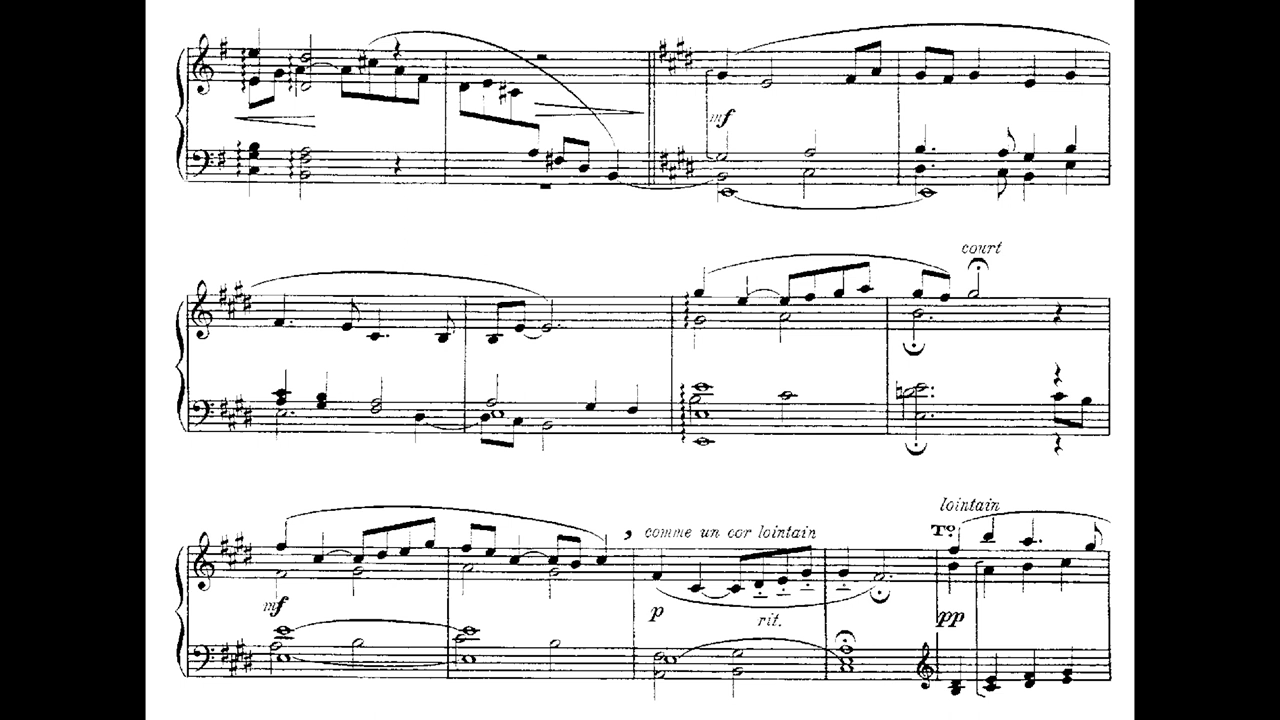 mf
court
lointain
comme un cor lointain
T°
mf
p
rit.
pp